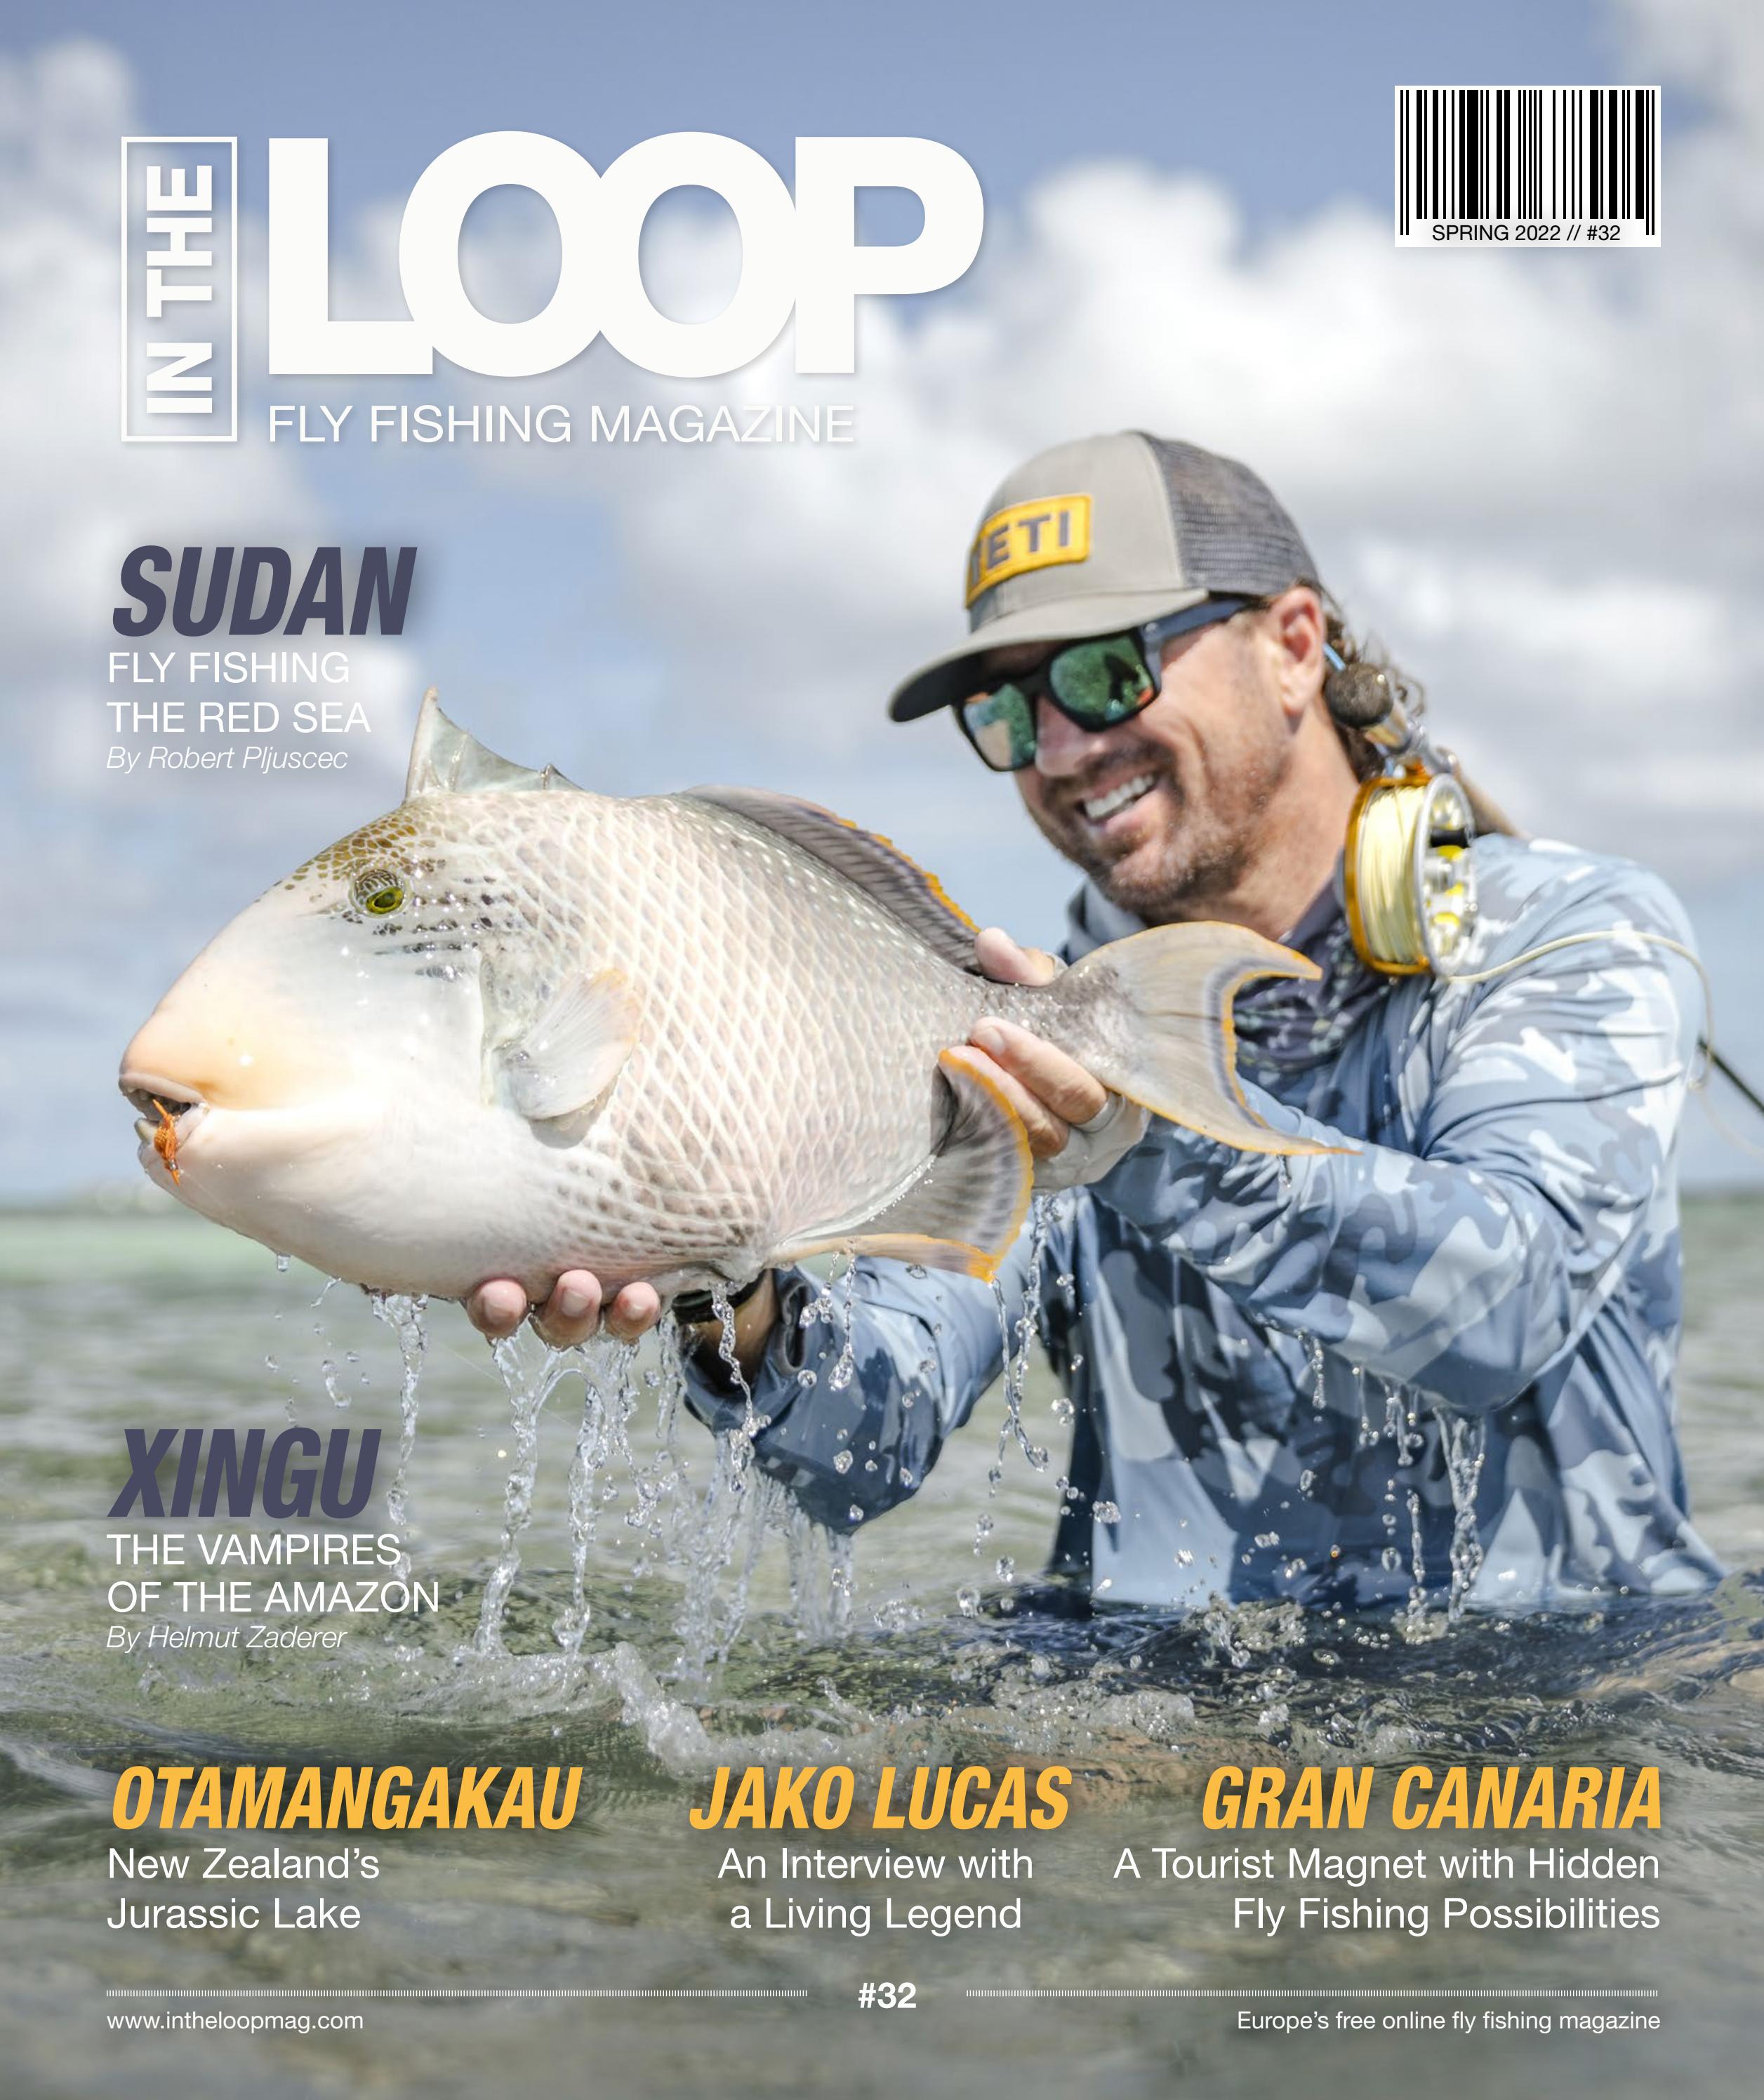 SPRING 2022 // #32
IN THE
LOOP
FLY FISHING MAGAZINE
YETI
SUDAN
FLY FISHING
THE RED SEA
By Robert Pljuscec
XINGU
THE VAMPIRES
OF THE AMAZON
By Helmut Zaderer
OTAMANGAKAU
New Zealand's
Jurassic Lake
JAKO LUCAS
An Interview with
a Living Legend
GRAN CANARIA
A Tourist Magnet with Hidden
Fly Fishing Possibilities
#32
www.intheloopmag.com
Europe's free online fly fishing magazine